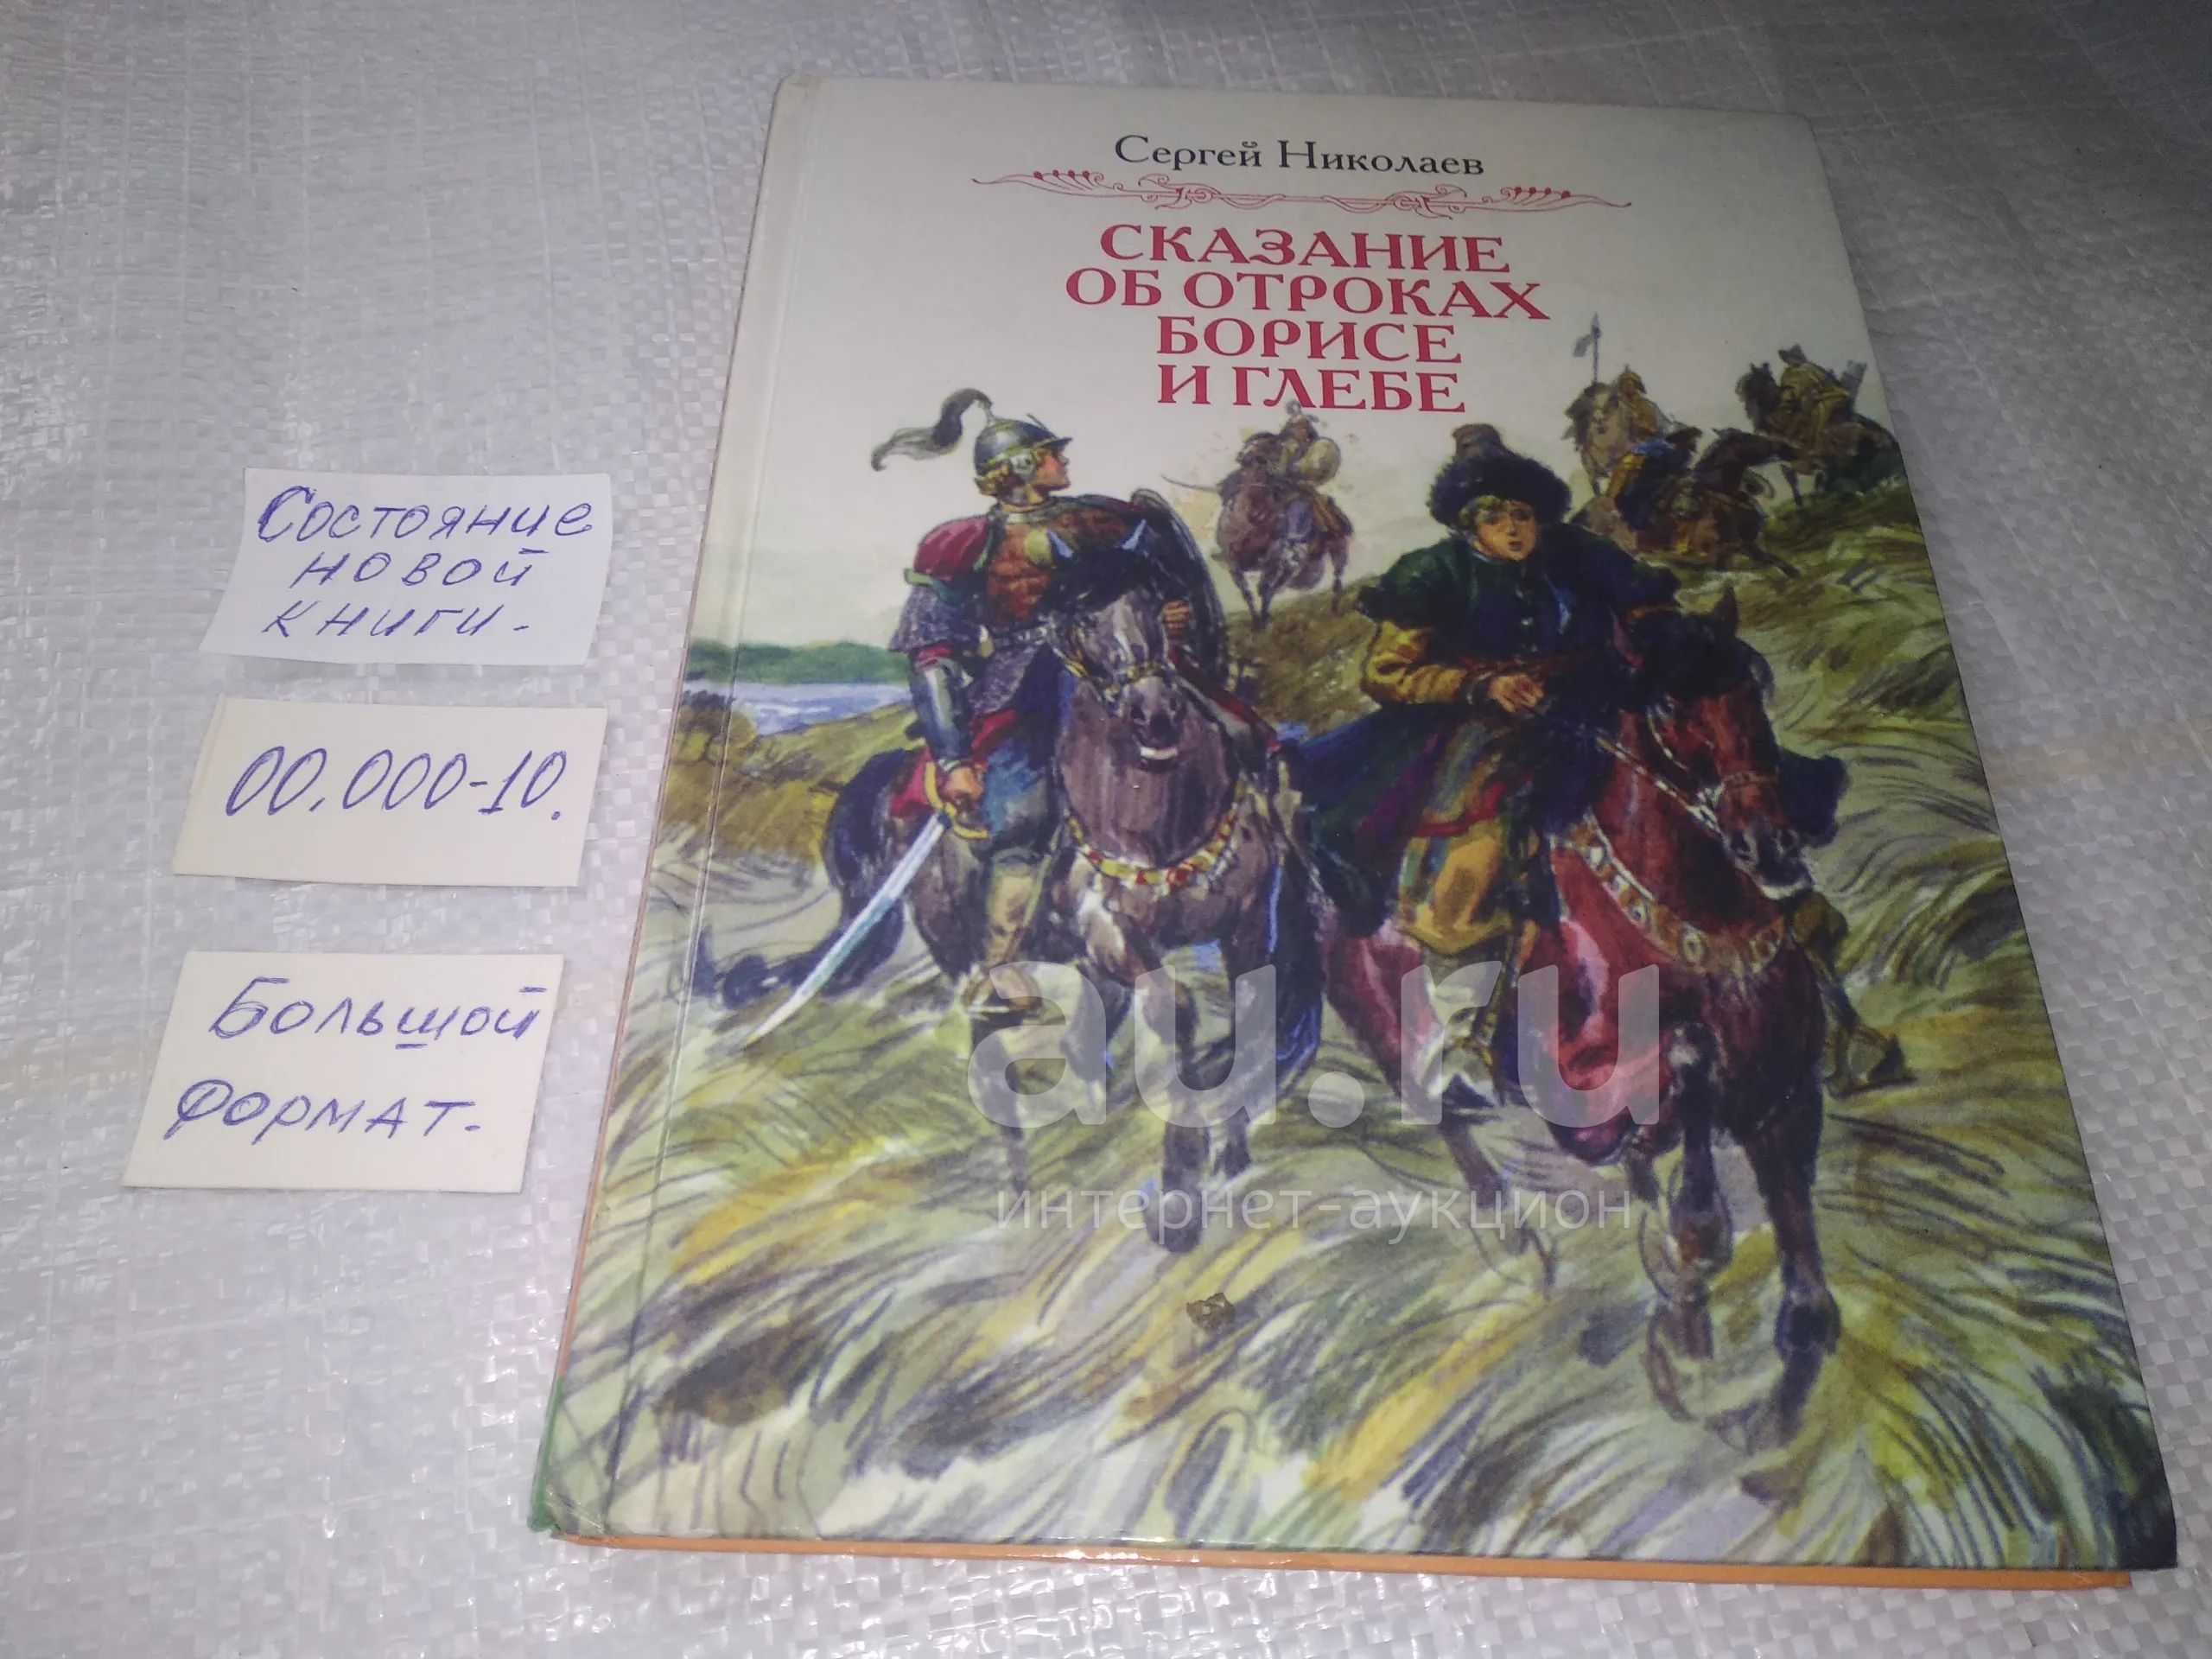 Сергей Николаев
СКАЗАНИЕ
ОБ ОТРОКАХ
БОРИСЕ
И ГЛЕБЕ
Состояние
новой
книги.
00.000-10.
Большой
формат.
au.ru
интернет-аукцион